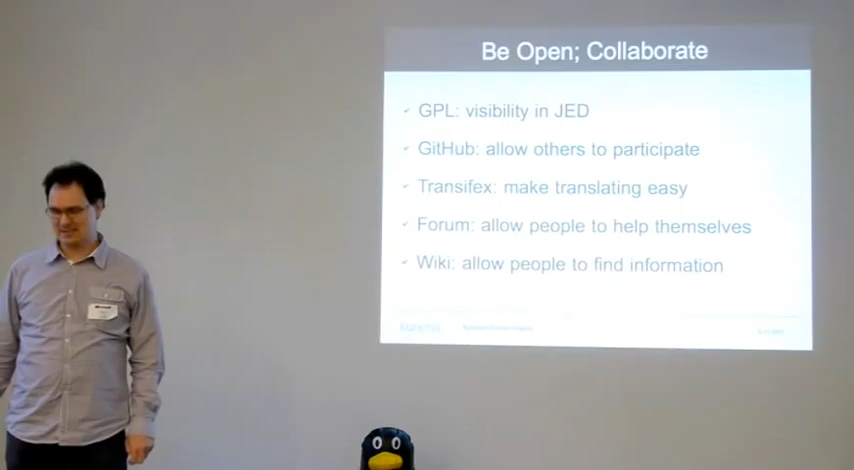 Be Open; Collaborate
GPL: visibility in JED
GitHub: allow others to participate
Transifex: make translating easy
Forum: allow people to help themselves
Wiki: allow people to find information